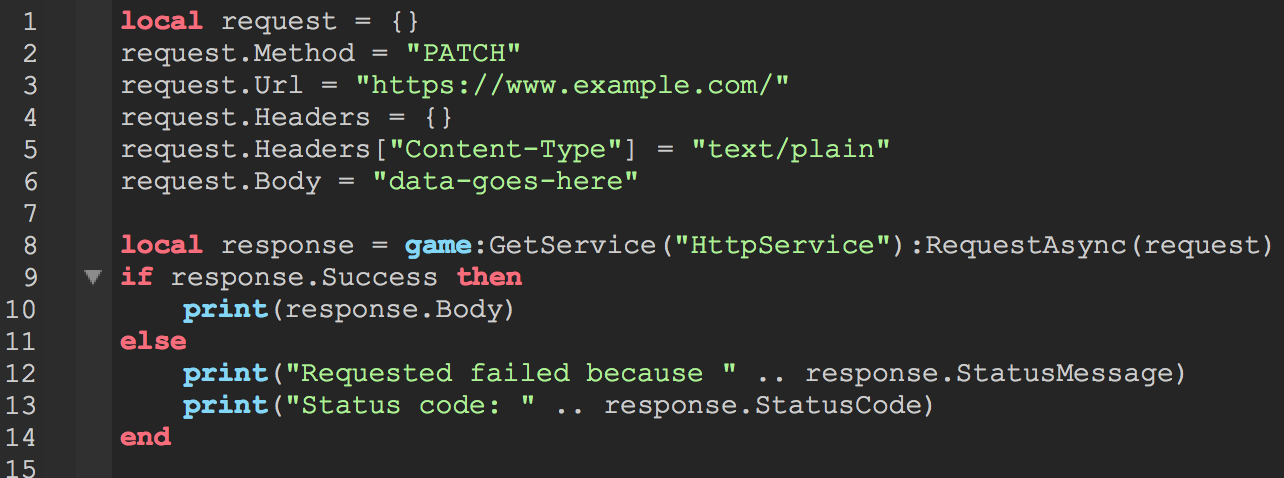 1 local request = {}
2 request.Method = "PATCH"
3 request.Url = "https://www.example.com/"
4 request.Headers = {}
5 request.Headers["Content-Type"] = "text/plain"
6 request.Body = "data-goes-here"
7
8 local response = game:GetService("HttpService"):RequestAsync(request)
9 if response.Success then
10     print(response.Body)
11 else
12     print("Requested failed because " .. response.StatusMessage)
13     print("Status code: " .. response.StatusCode)
14 end
15